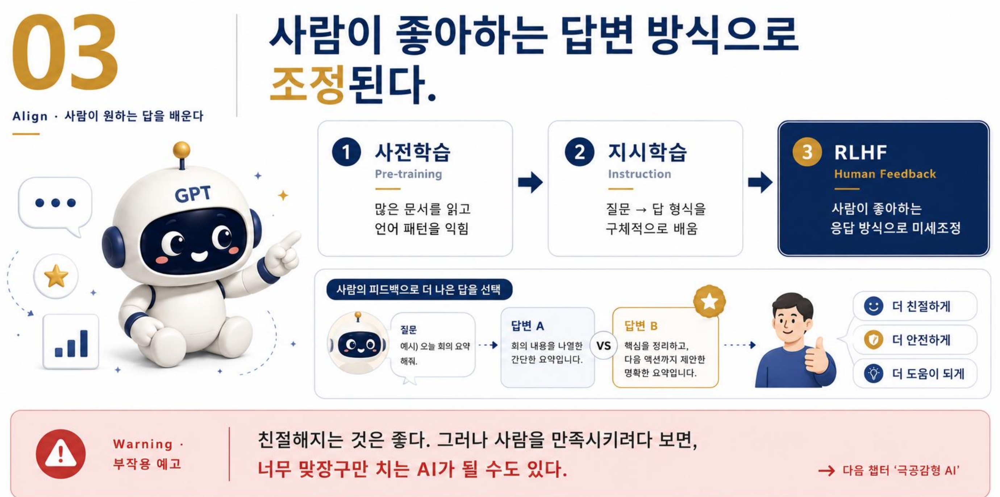 03
사람이 좋아하는 답변 방식으로
조정된다.
Align · 사람이 원하는 답을 배운다
GPT
1 사전학습
Pre-training
많은 문서를 읽고
언어 패턴을 익힘
2 지시학습
Instruction
질문 → 답 형식을
구체적으로 배움
3 RLHF
Human Feedback
사람이 좋아하는
응답 방식으로 미세조정
사람의 피드백으로 더 나은 답을 선택
질문
예시) 오늘 회의 요약
해줘.
답변 A
회의 내용을 나열한
간단한 요약입니다.
VS
답변 B
핵심을 정리하고,
다음 액션까지 제안한
명확한 요약입니다.
더 친절하게
더 안전하게
더 도움이 되게
Warning ·
부작용 예고
친절해지는 것은 좋다. 그러나 사람을 만족시키려다 보면,
너무 맞장구만 치는 AI가 될 수도 있다.
→ 다음 챕터 ‘극공감형 AI’